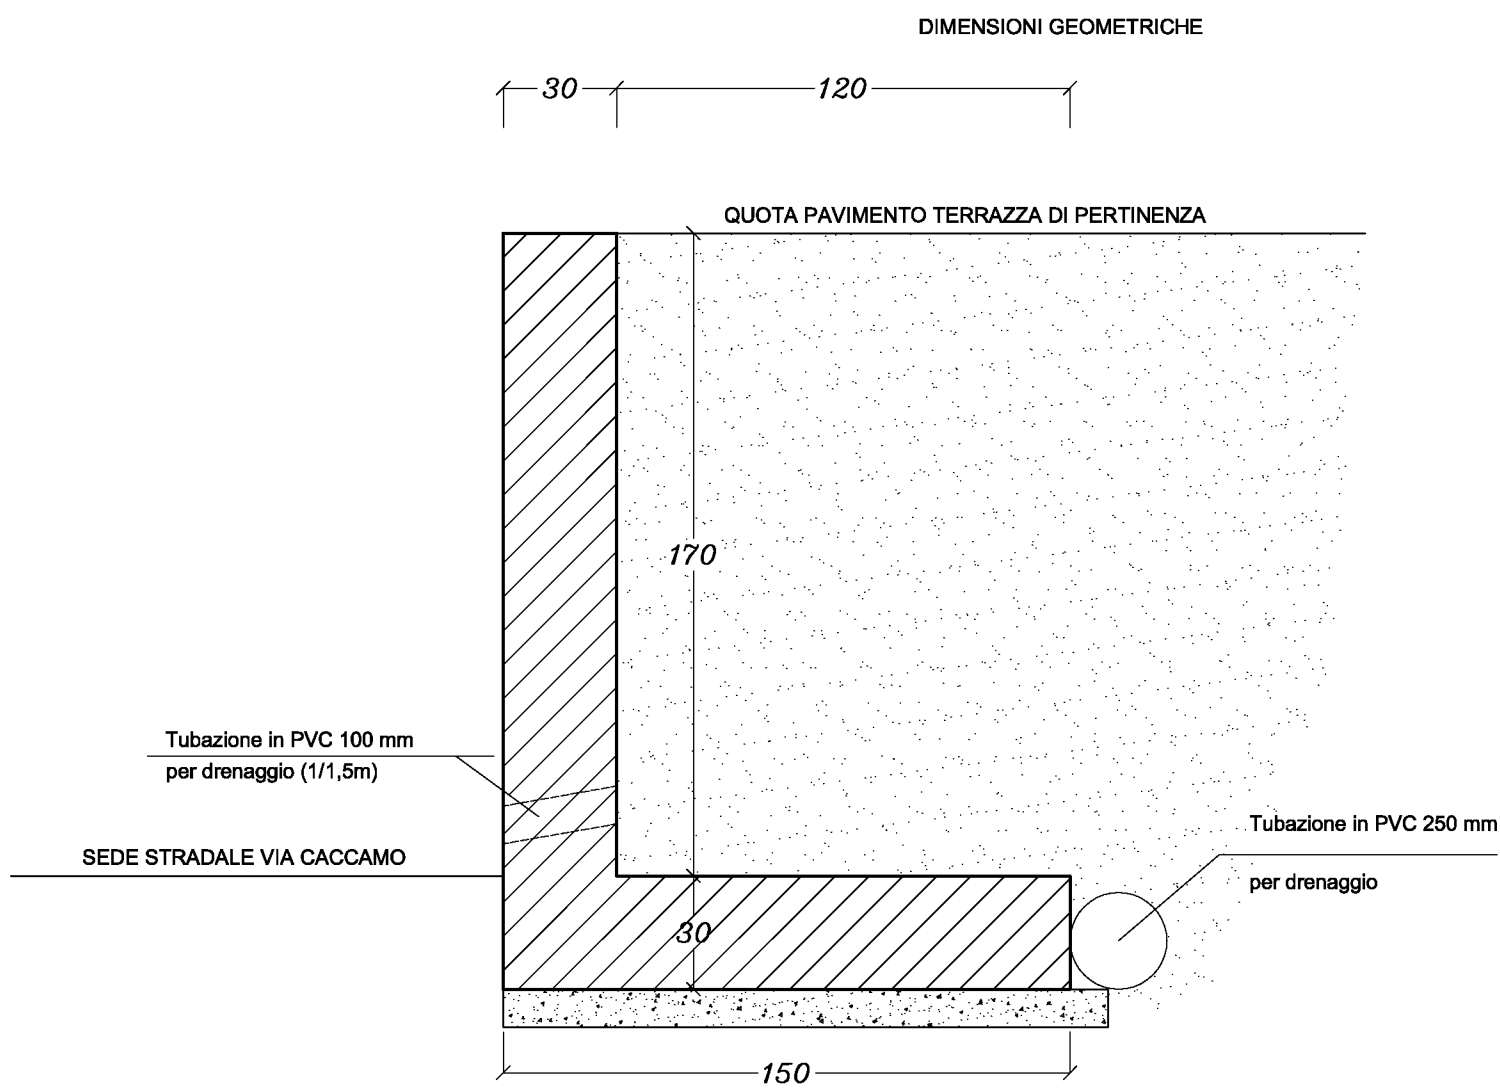 DIMENSIONI GEOMETRICHE
30
120
QUOTA PAVIMENTO TERRAZZA DI PERTINENZA
170
Tubazione in PVC 100 mm
per drenaggio (1/1,5m)
Tubazione in PVC 250 mm
per drenaggio
SEDE STRADALE VIA CACCAMO
30
150